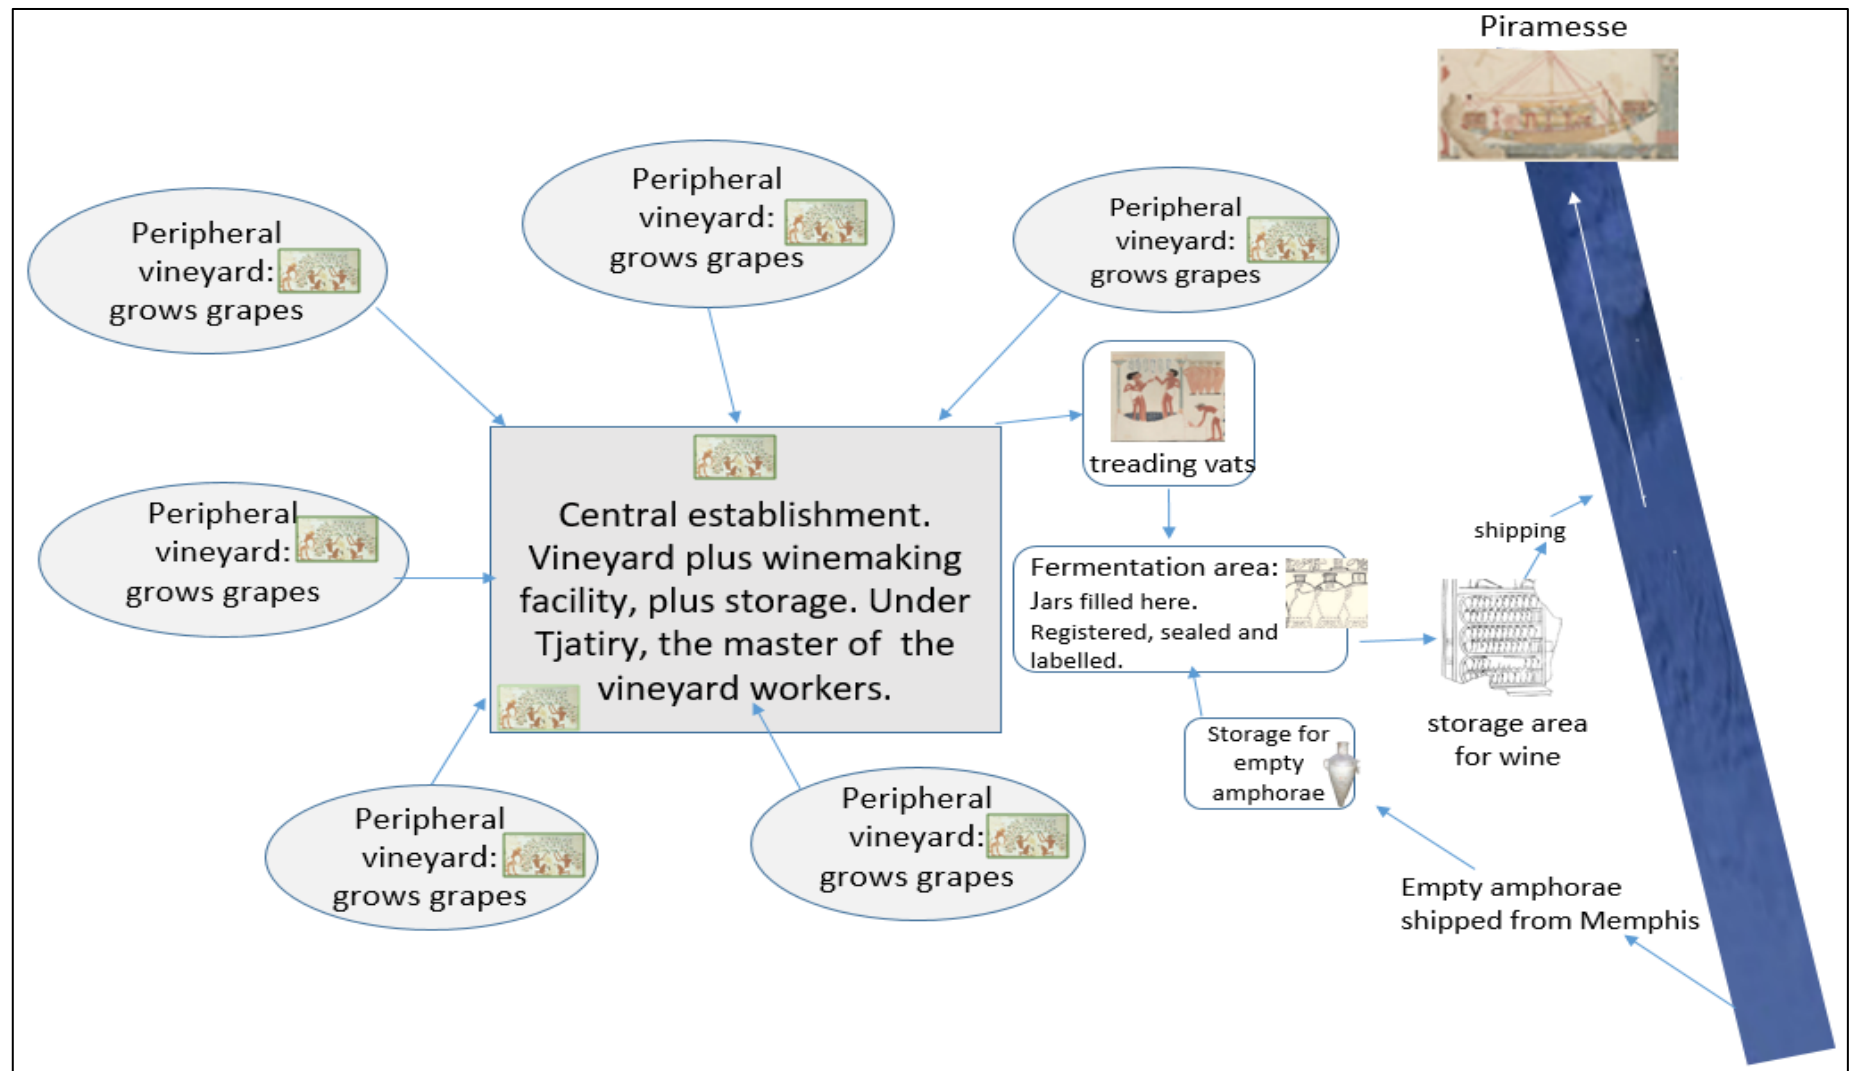 Piramesse
Peripheral
vineyard:
grows grapes
Peripheral
vineyard:
grows grapes
Peripheral
vineyard:
grows grapes
treading vats
Peripheral
vineyard:
grows grapes
Central establishment.
Vineyard plus winemaking
facility, plus storage. Under
Tjatiry, the master of the
vineyard workers.
Fermentation area:
Jars filled here.
Registered, sealed and
labelled.
shipping
storage area
for wine
Storage for
empty
amphorae
Peripheral
vineyard:
grows grapes
Peripheral
vineyard:
grows grapes
Empty amphorae
shipped from Memphis